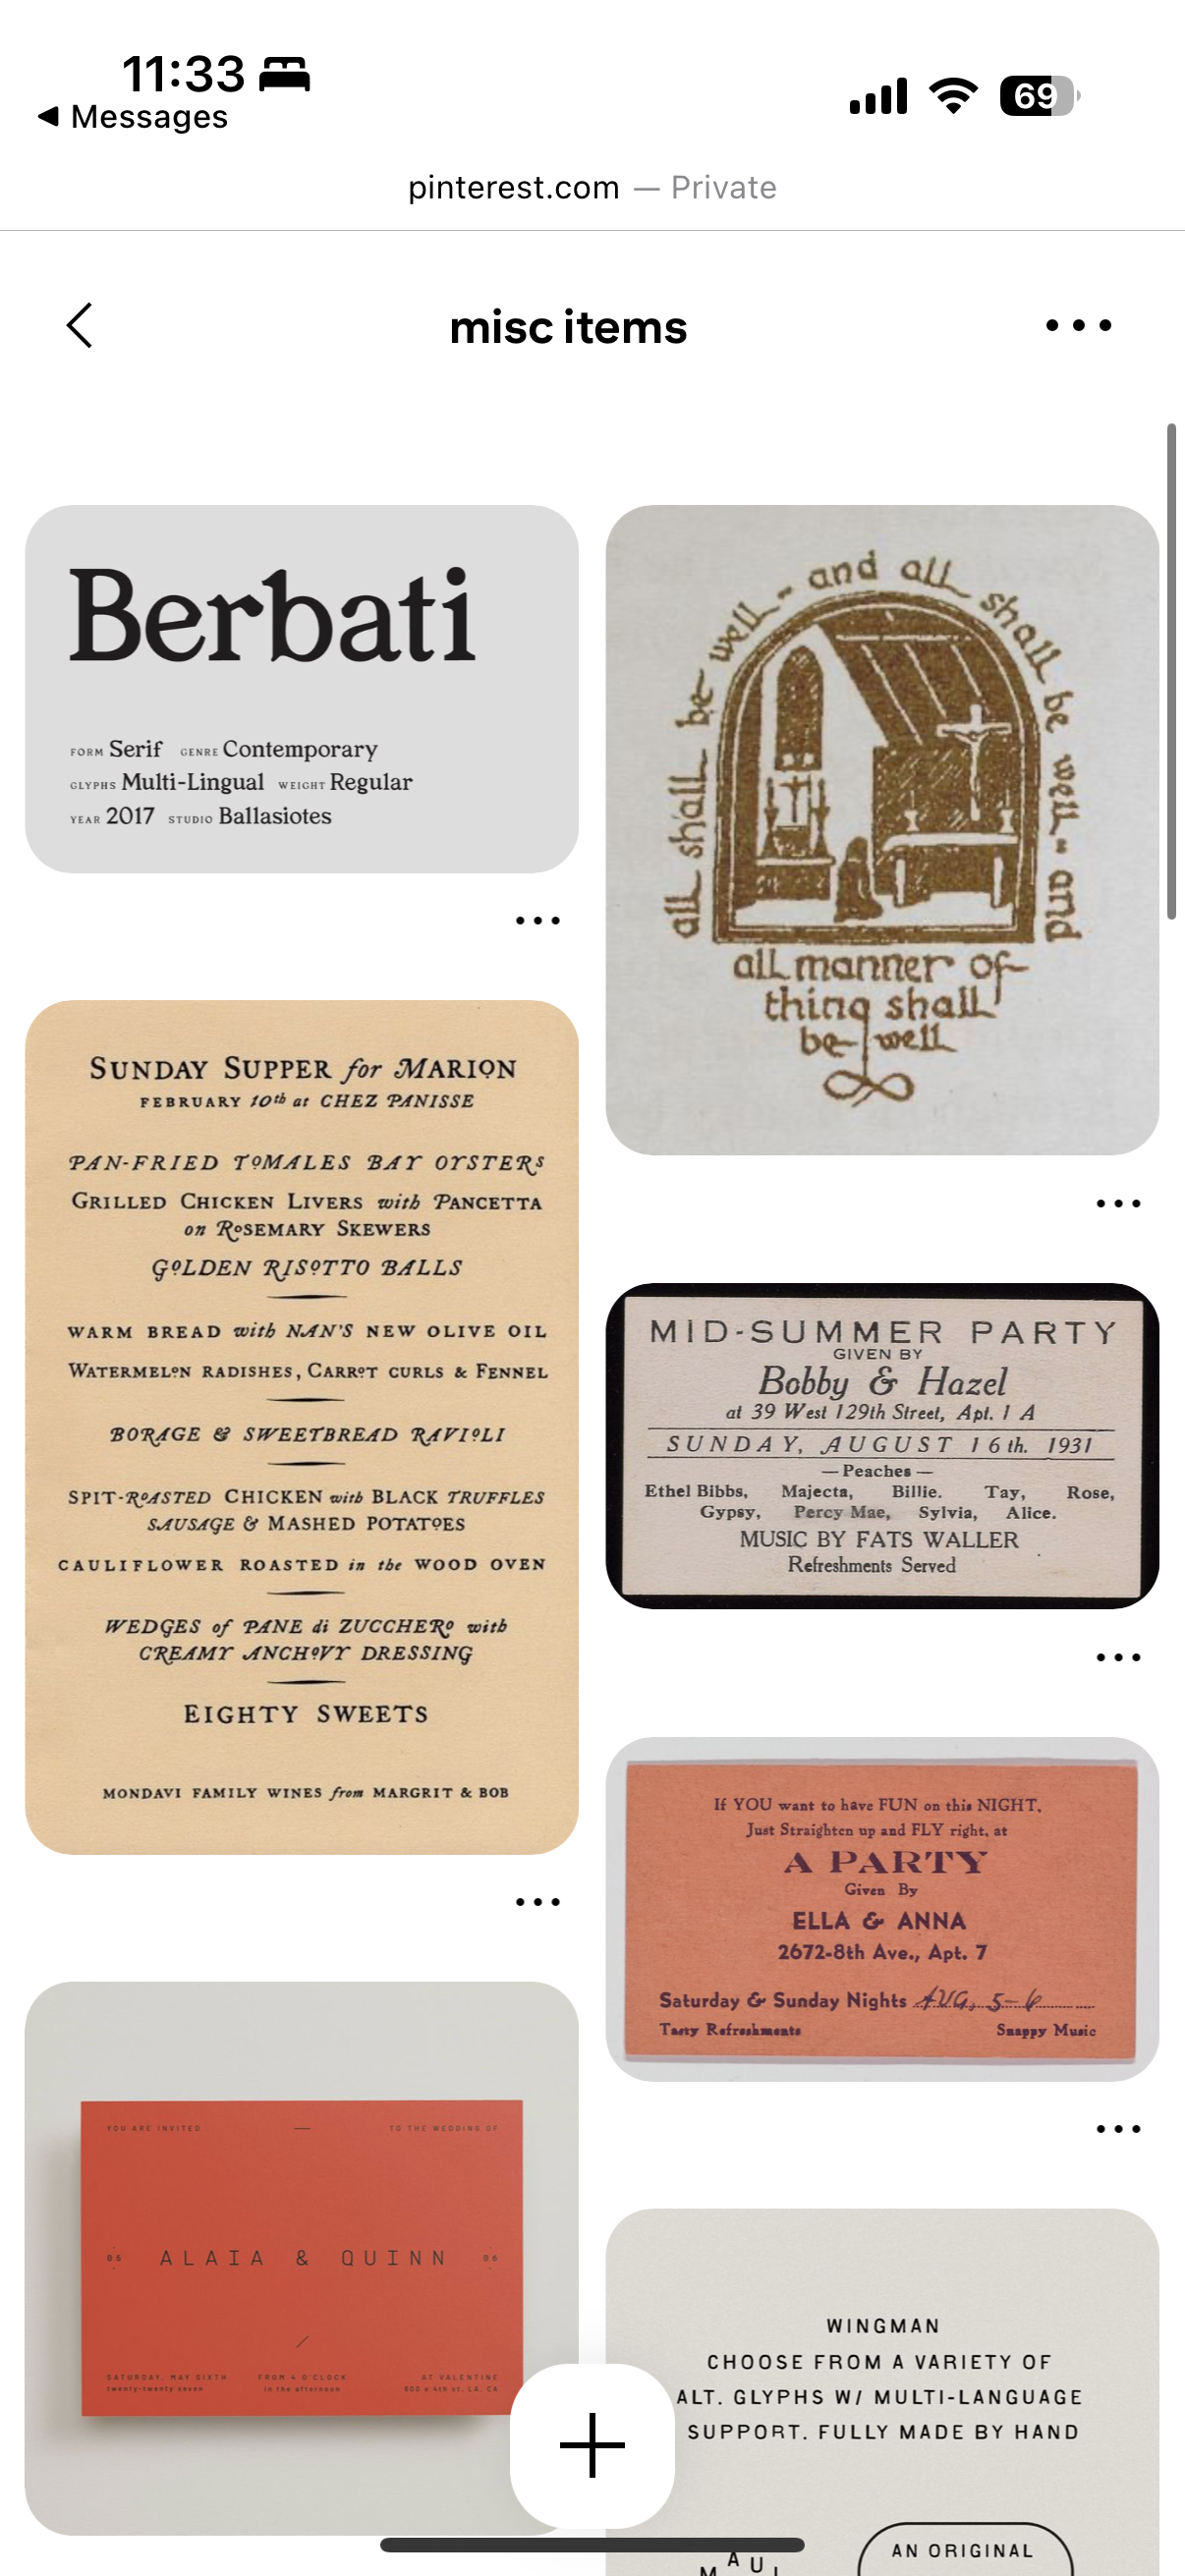 11:33
Messages
69
pinterest.com — Private
misc items
Berbati
FORM Serif GENRE Contemporary
GLYPHS Multi-Lingual WEIGHT Regular
YEAR 2017 STUDIO Ballasiotes
all shall be well - and all shall be well - and
all manner of
thing shall
be well
SUNDAY SUPPER for MARION
FEBRUARY 10th at CHEZ PANISSE
PAN-FRIED TOMALES BAY OYSTERS
GRILLED CHICKEN LIVERS with PANCETTA
on ROSEMARY SKEWERS
GOLDEN RISOTTO BALLS
WARM BREAD with NAN'S NEW OLIVE OIL
WATERMELON RADISHES, CARROT CURLS & FENNEL
BORAGE & SWEETBREAD RAVIOLI
SPIT-ROASTED CHICKEN with BLACK TRUFFLES
SAUSAGE & MASHED POTATOES
CAULIFLOWER ROASTED in the WOOD OVEN
WEDGES of PANE di ZUCCHERO with
CREAMY ANCHOVY DRESSING
EIGHTY SWEETS
MONDAVI FAMILY WINES from MARGRIT & BOB
MID-SUMMER PARTY
GIVEN BY
Bobby & Hazel
at 39 West 129th Street, Apt. 1 A
SUNDAY, AUGUST 16th. 1931
— Peaches —
Ethel Bibbs, Majecta, Billie. Tay, Rose,
Gypsy, Percy Mae, Sylvia, Alice.
MUSIC BY FATS WALLER
Refreshments Served
If YOU want to have FUN on this NIGHT,
Just Straighten up and FLY right, at
A PARTY
Given By
ELLA & ANNA
2672-8th Ave., Apt. 7
Saturday & Sunday Nights AUG, 5-6
Tasty Refreshments Snappy Music
YOU ARE INVITED — TO THE WEDDING OF
06 ALAIA & QUINN 06
SATURDAY, MAY SIXTH FROM 4 O'CLOCK AT VALENTINE
twenty-twenty seven in the afternoon 800 e 4th st, LA, CA
WINGMAN
CHOOSE FROM A VARIETY OF
ALT. GLYPHS W/ MULTI-LANGUAGE
SUPPORT. FULLY MADE BY HAND
AN ORIGINAL